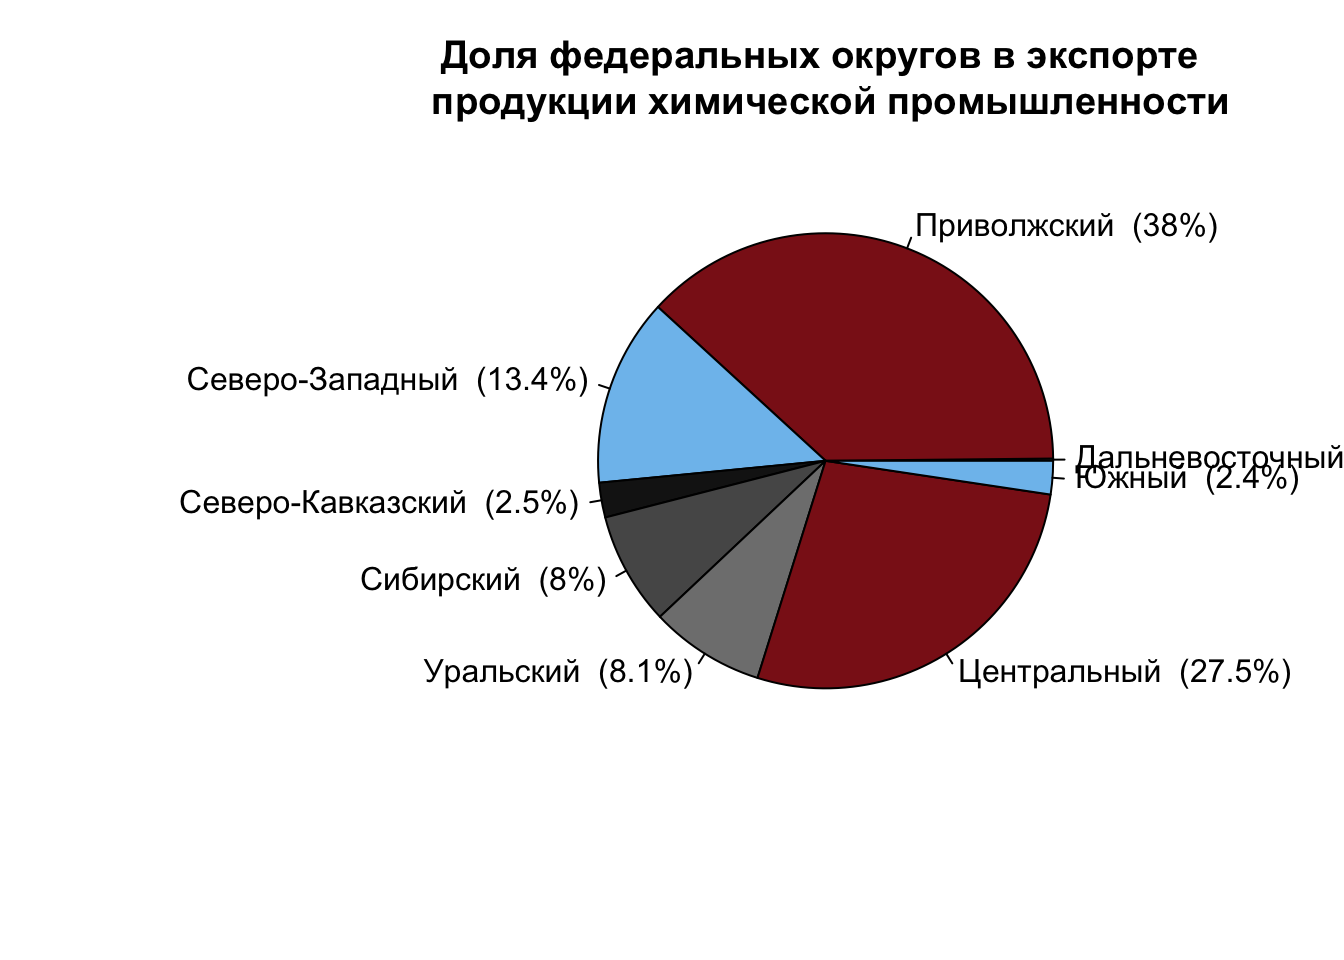 Доля федеральных округов в экспорте
продукции химической промышленности
Приволжский (38%)
Северо-Западный (13.4%)
Дальневосточный
Южный (2.4%)
Северо-Кавказский (2.5%)
Сибирский (8%)
Уральский (8.1%)
Центральный (27.5%)